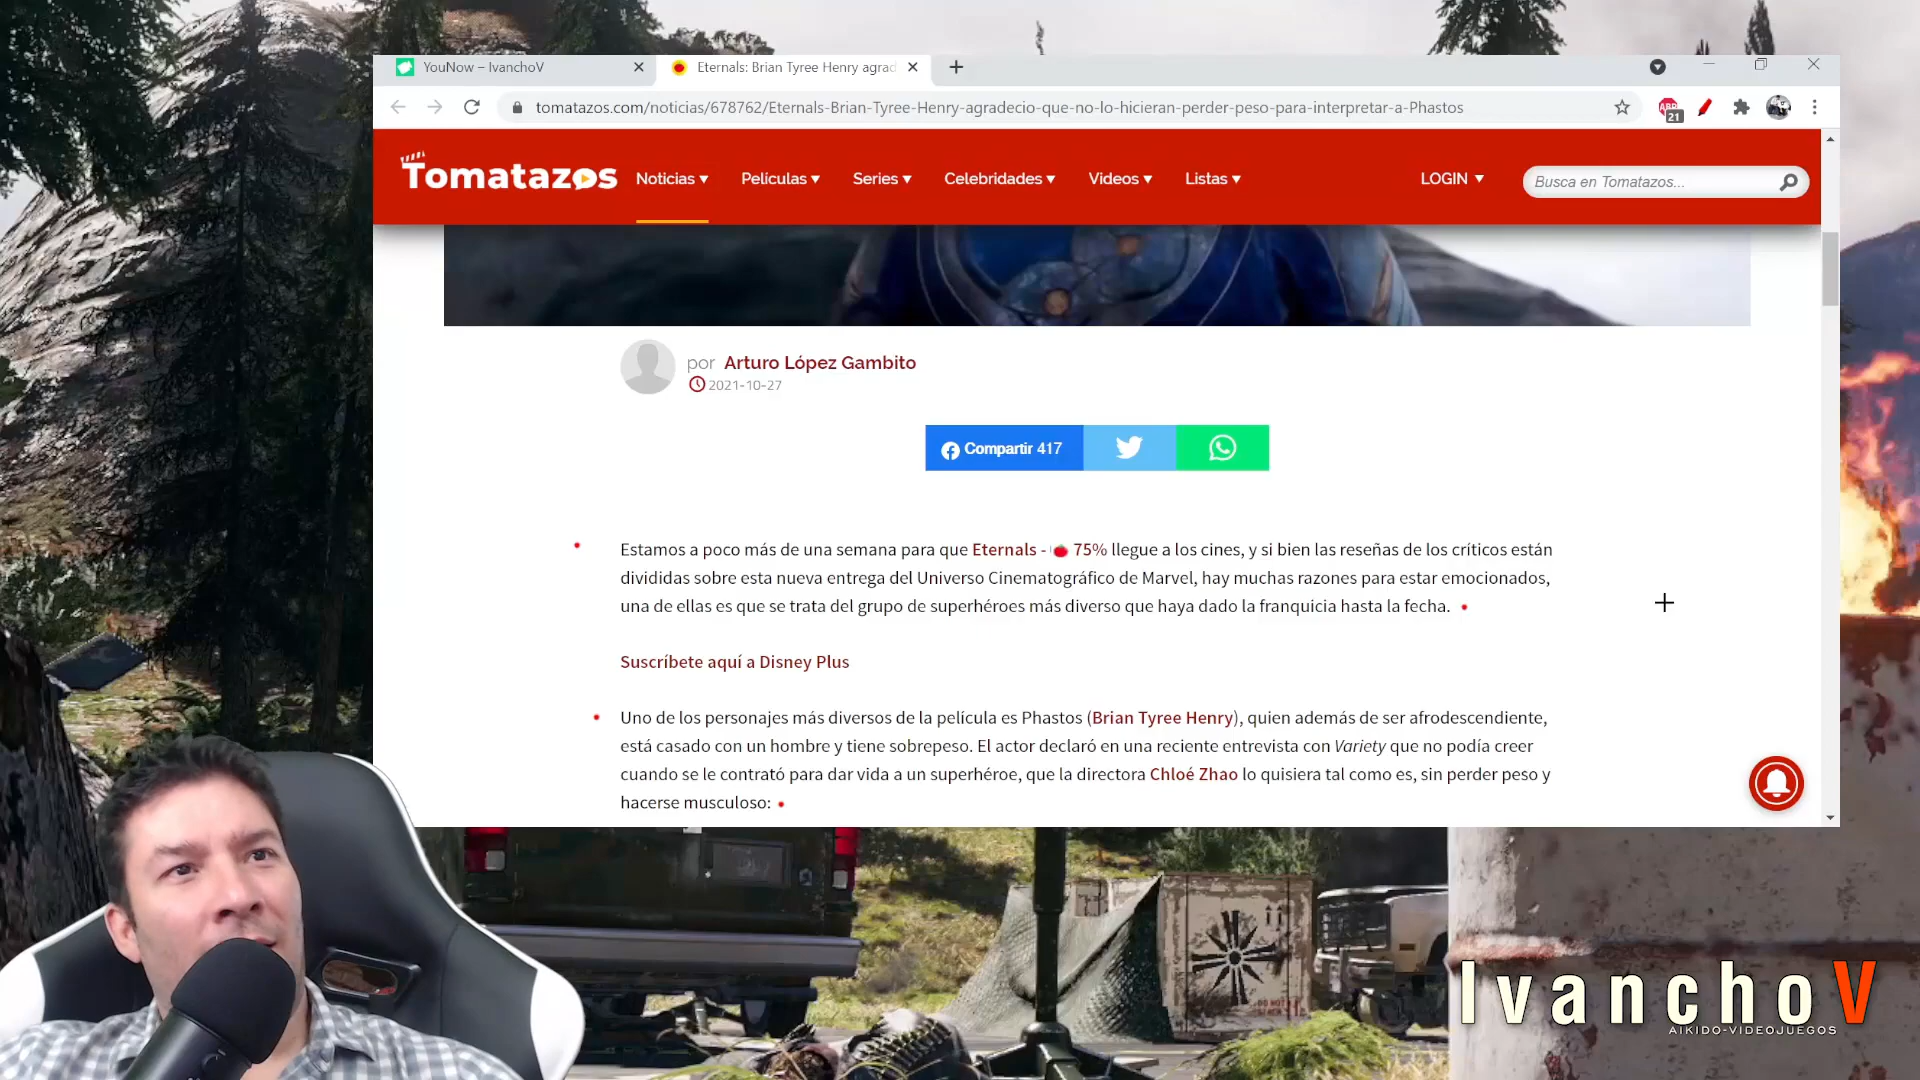 YouNow – IvanchoV
Eternals: Brian Tyree Henry agrad
tomatazos.com/noticias/678762/Eternals-Brian-Tyree-Henry-agradecio-que-no-lo-hicieran-perder-peso-para-interpretar-a-Phastos
ABP
21
Tomatazos
Noticias ▾
Películas ▾
Series ▾
Celebridades ▾
Videos ▾
Listas ▾
LOGIN ▾
Busca en Tomatazos...
por Arturo López Gambito
2021-10-27
Compartir 417
Estamos a poco más de una semana para que Eternals - 75% llegue a los cines, y si bien las reseñas de los críticos están
divididas sobre esta nueva entrega del Universo Cinematográfico de Marvel, hay muchas razones para estar emocionados,
una de ellas es que se trata del grupo de superhéroes más diverso que haya dado la franquicia hasta la fecha.
Suscríbete aquí a Disney Plus
Uno de los personajes más diversos de la película es Phastos (Brian Tyree Henry), quien además de ser afrodescendiente,
está casado con un hombre y tiene sobrepeso. El actor declaró en una reciente entrevista con Variety que no podía creer
cuando se le contrató para dar vida a un superhéroe, que la directora Chloé Zhao lo quisiera tal como es, sin perder peso y
hacerse musculoso:
IvanchoV
AIKIDO-VIDEOJUEGOS